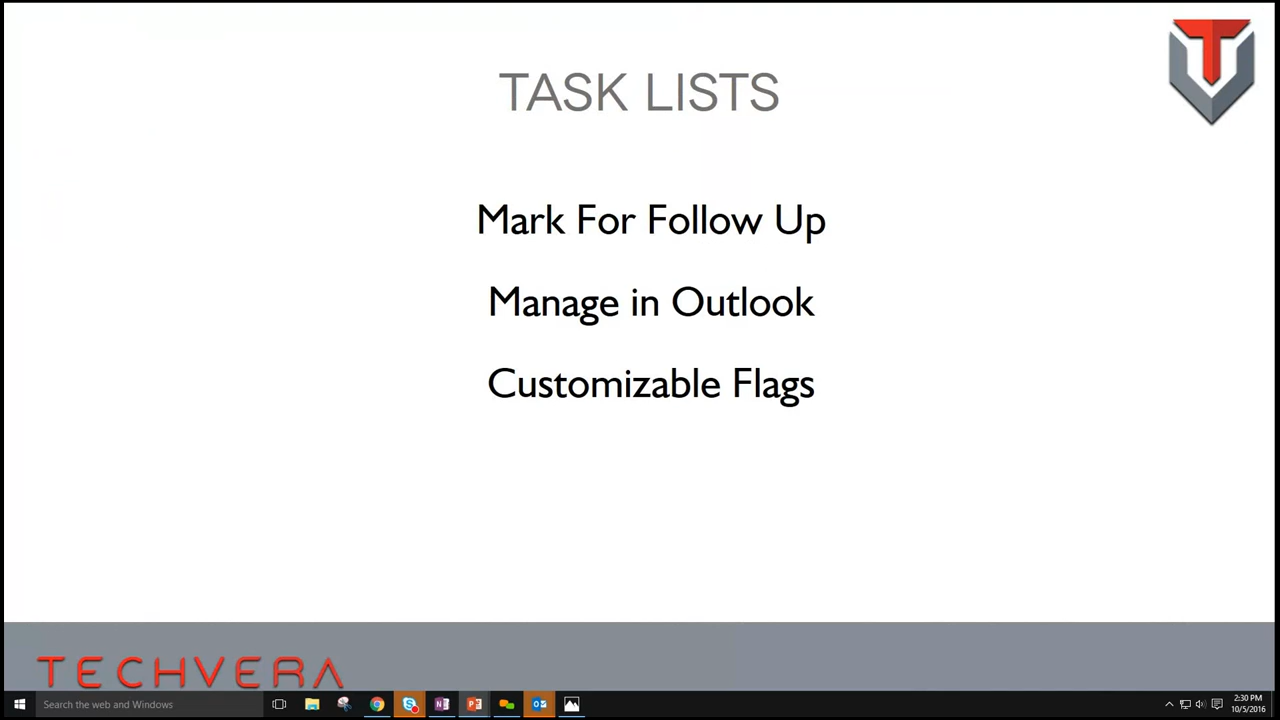 TASK LISTS
Mark For Follow Up
Manage in Outlook
Customizable Flags
TECHVERA
Search the web and Windows
2:30 PM
10/5/2016